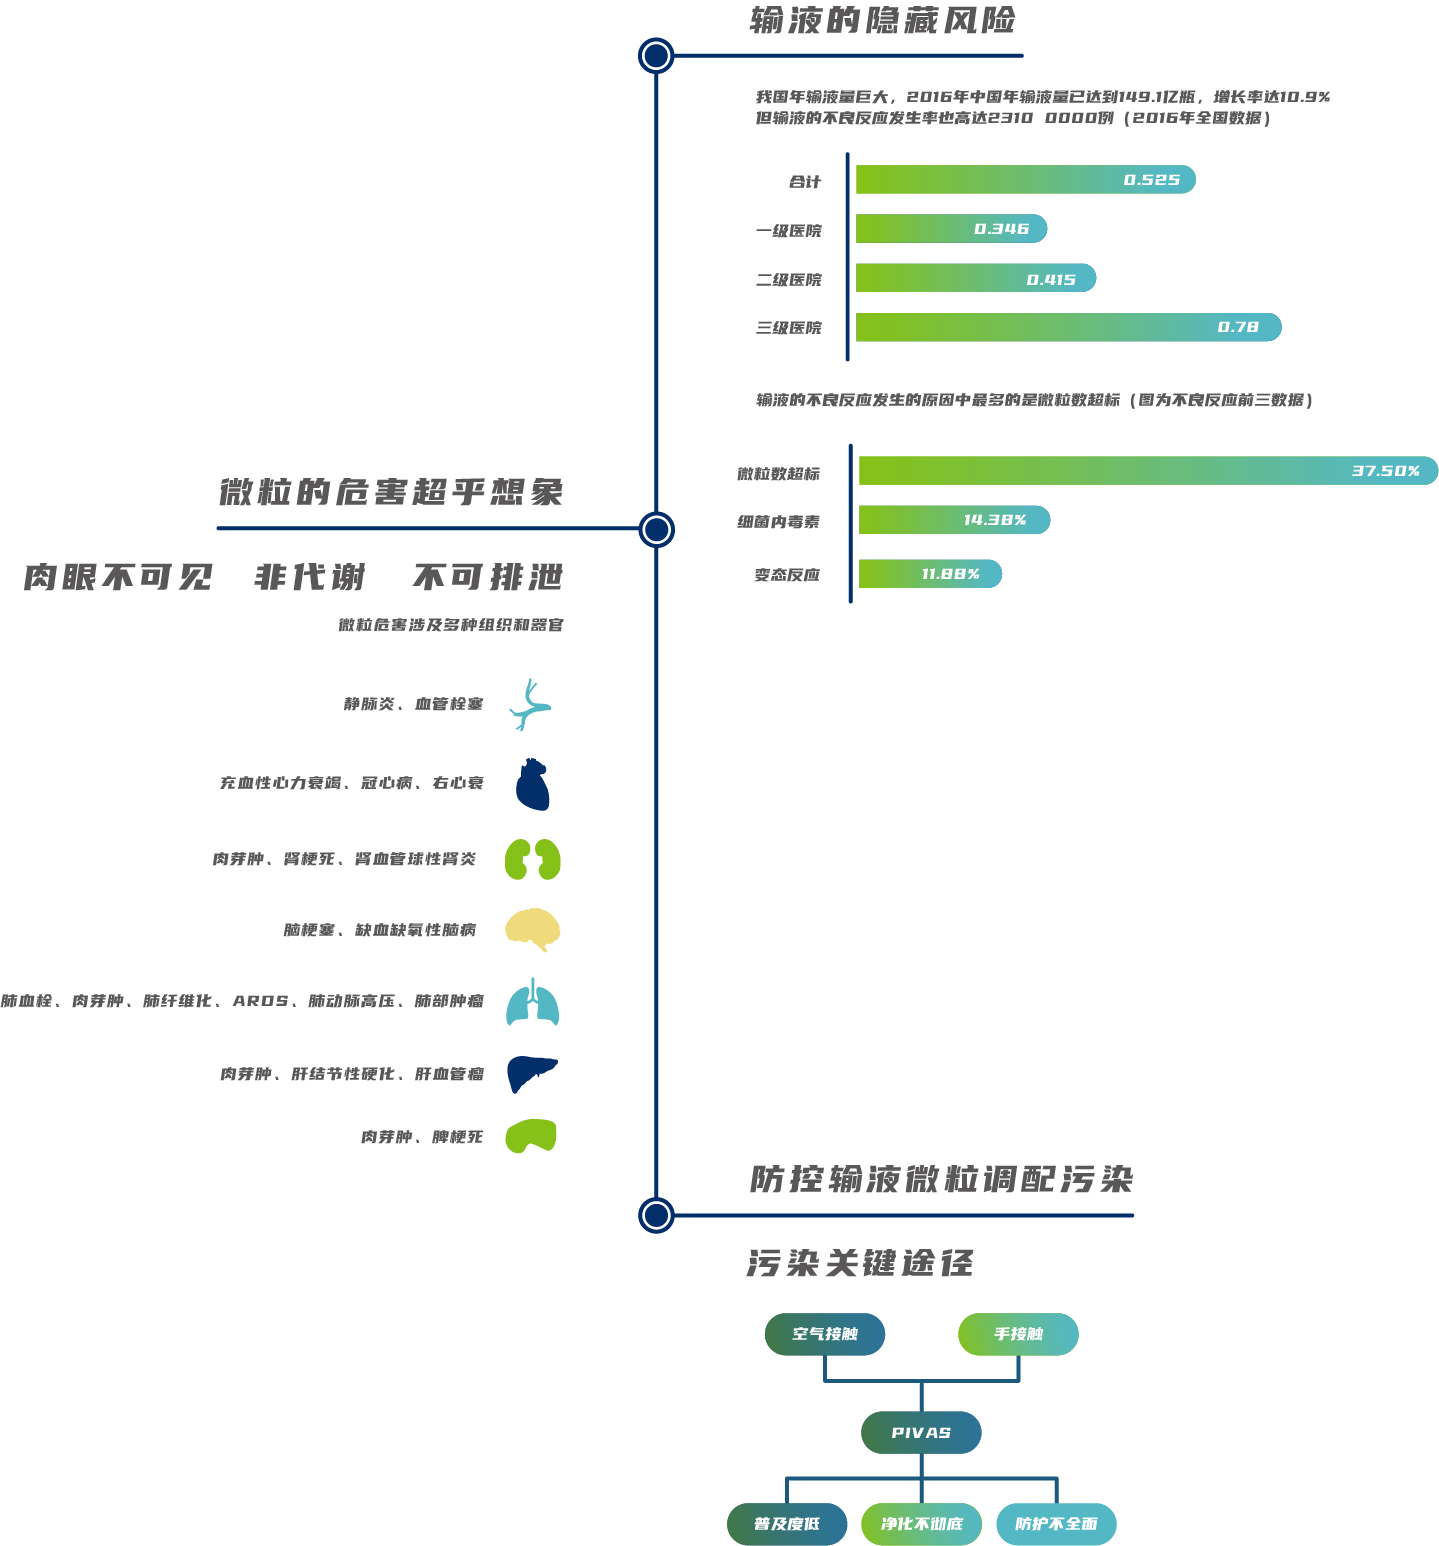 输液的隐藏风险
我国年输液量巨大，2016年中国年输液量已达到149.1亿瓶，增长率达10.9%
但输液的不良反应发生率也高达2310 0000例（2016年全国数据）
合计 0.525
一级医院 0.346
二级医院 0.415
三级医院 0.78
输液的不良反应发生的原因中最多的是微粒数超标（图为不良反应前三数据）
微粒数超标 37.50%
细菌内毒素 14.38%
变态反应 11.88%
微粒的危害超乎想象
肉眼不可见 非代谢 不可排泄
微粒危害涉及多种组织和器官
静脉炎、血管栓塞
充血性心力衰竭、冠心病、右心衰
肉芽肿、肾梗死、肾血管球性肾炎
脑梗塞、缺血缺氧性脑病
肺血栓、肉芽肿、肺纤维化、ARDS、肺动脉高压、肺部肿瘤
肉芽肿、肝结节性硬化、肝血管瘤
肉芽肿、脾梗死
防控输液微粒调配污染
污染关键途径
空气接触 手接触
PIVAS
普及度低 净化不彻底 防护不全面